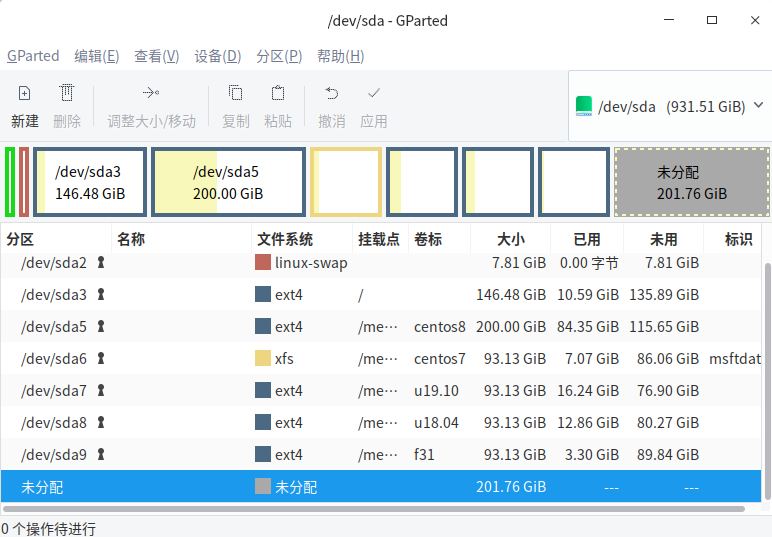 /dev/sda - GParted
GParted 编辑(E) 查看(V) 设备(D) 分区(P) 帮助(H)
新建 删除 调整大小/移动 复制 粘贴 撤消 应用 /dev/sda (931.51 GiB)
/dev/sda3 /dev/sda5 未分配
146.48 GiB 200.00 GiB 201.76 GiB
分区 名称 文件系统 挂载点 卷标 大小 已用 未用 标识
/dev/sda2 linux-swap 7.81 GiB 0.00 字节 7.81 GiB
/dev/sda3 ext4 / 146.48 GiB 10.59 GiB 135.89 GiB
/dev/sda5 ext4 /me··· centos8 200.00 GiB 84.35 GiB 115.65 GiB
/dev/sda6 xfs /me··· centos7 93.13 GiB 7.07 GiB 86.06 GiB msftdat
/dev/sda7 ext4 /me··· u19.10 93.13 GiB 16.24 GiB 76.90 GiB
/dev/sda8 ext4 /me··· u18.04 93.13 GiB 12.86 GiB 80.27 GiB
/dev/sda9 ext4 /me··· f31 93.13 GiB 3.30 GiB 89.84 GiB
未分配 未分配 201.76 GiB --- ---
0 个操作待进行